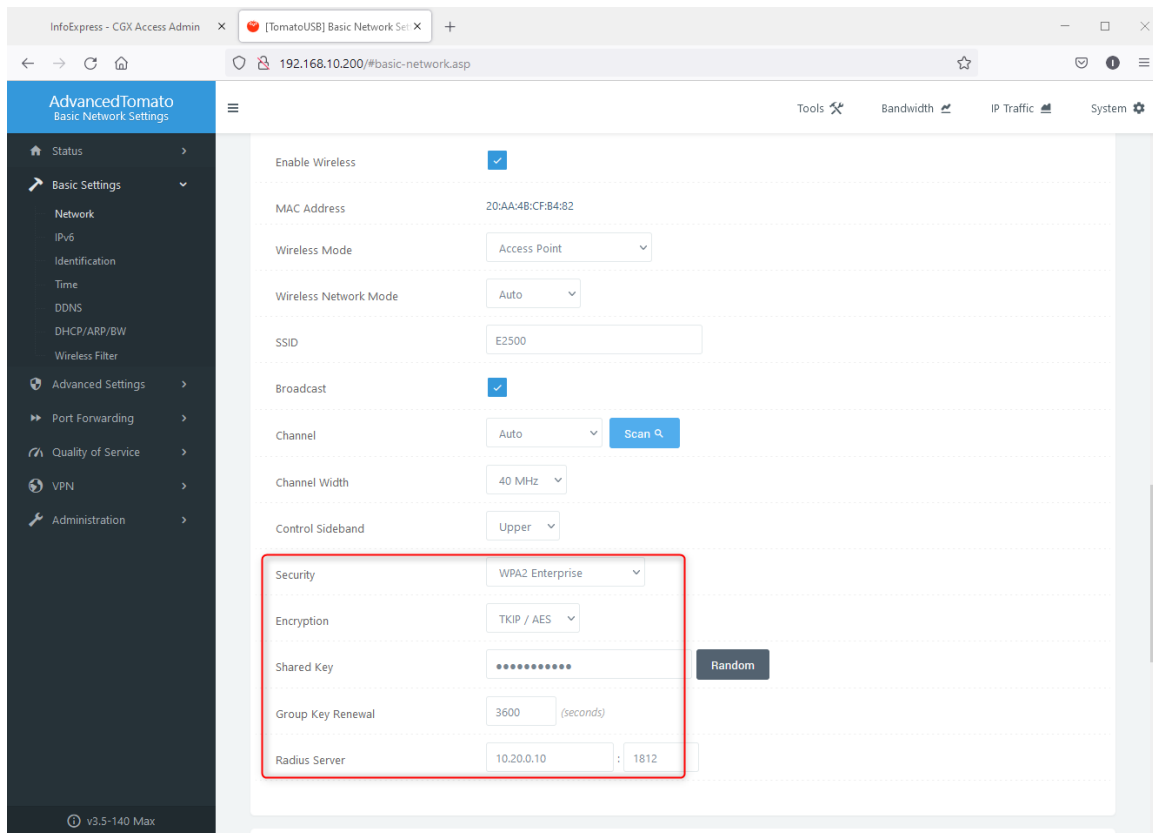 InfoExpress - CGX Access Admin
[TomatoUSB] Basic Network Set
192.168.10.200/#basic-network.asp
AdvancedTomato
Basic Network Settings
Tools
Bandwidth
IP Traffic
System
Status
Basic Settings
Network
IPv6
Identification
Time
DDNS
DHCP/ARP/BW
Wireless Filter
Advanced Settings
Port Forwarding
Quality of Service
VPN
Administration
v3.5-140 Max
Enable Wireless
MAC Address 20:AA:4B:CF:B4:82
Wireless Mode Access Point
Wireless Network Mode Auto
SSID E2500
Broadcast
Channel Auto Scan
Channel Width 40 MHz
Control Sideband Upper
Security WPA2 Enterprise
Encryption TKIP / AES
Shared Key ••••••••••• Random
Group Key Renewal 3600 (seconds)
Radius Server 10.20.0.10 : 1812